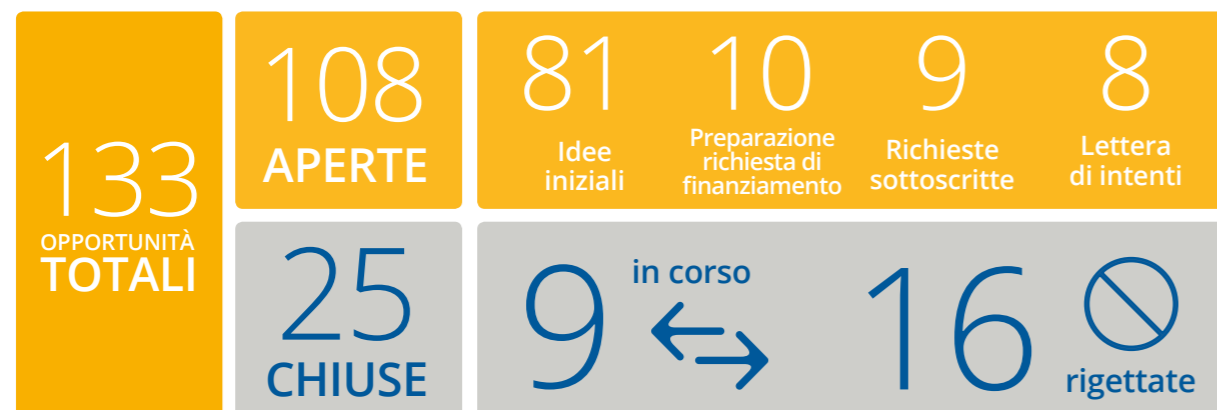 133
OPPORTUNITÀ
TOTALI
108
APERTE
81
Idee
iniziali
10
Preparazione
richiesta di
finanziamento
9
Richieste
sottoscritte
8
Lettera
di intenti
25
CHIUSE
9
in corso
16
rigettate